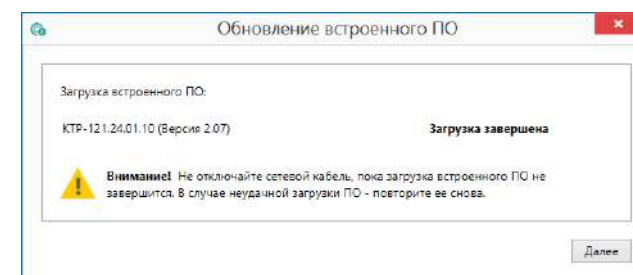 Обновление встроенного ПО
Загрузка встроенного ПО:
КТР-121.24.01.10 (Версия 2.07) Загрузка завершена
Внимание! Не отключайте сетевой кабель, пока загрузка встроенного ПО не
завершится. В случае неудачной загрузки ПО - повторите ее снова.
Далее